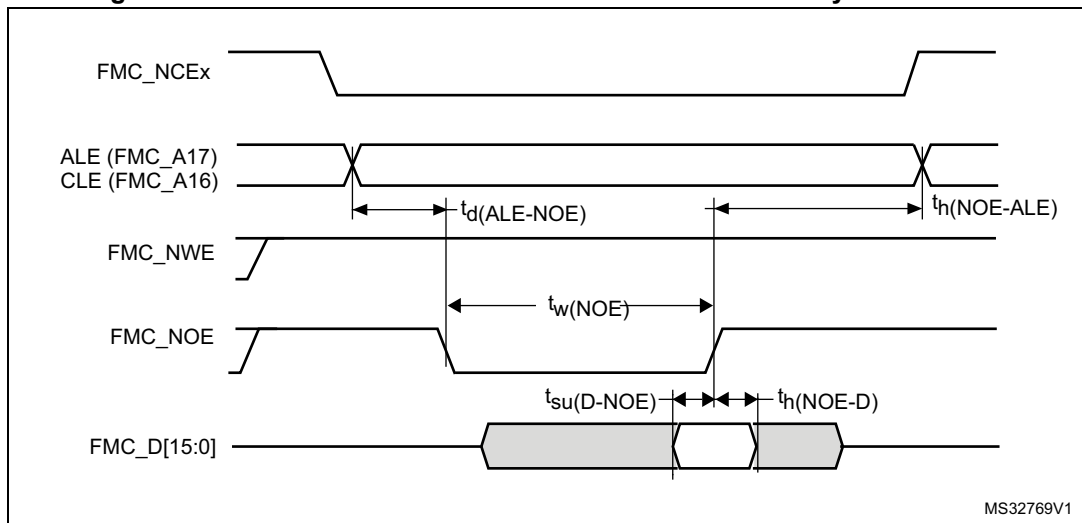 FMC_NCEx
ALE (FMC_A17)
CLE (FMC_A16)
td(ALE-NOE)
th(NOE-ALE)
FMC_NWE
tw(NOE)
FMC_NOE
tsu(D-NOE)
th(NOE-D)
FMC_D[15:0]
MS32769V1